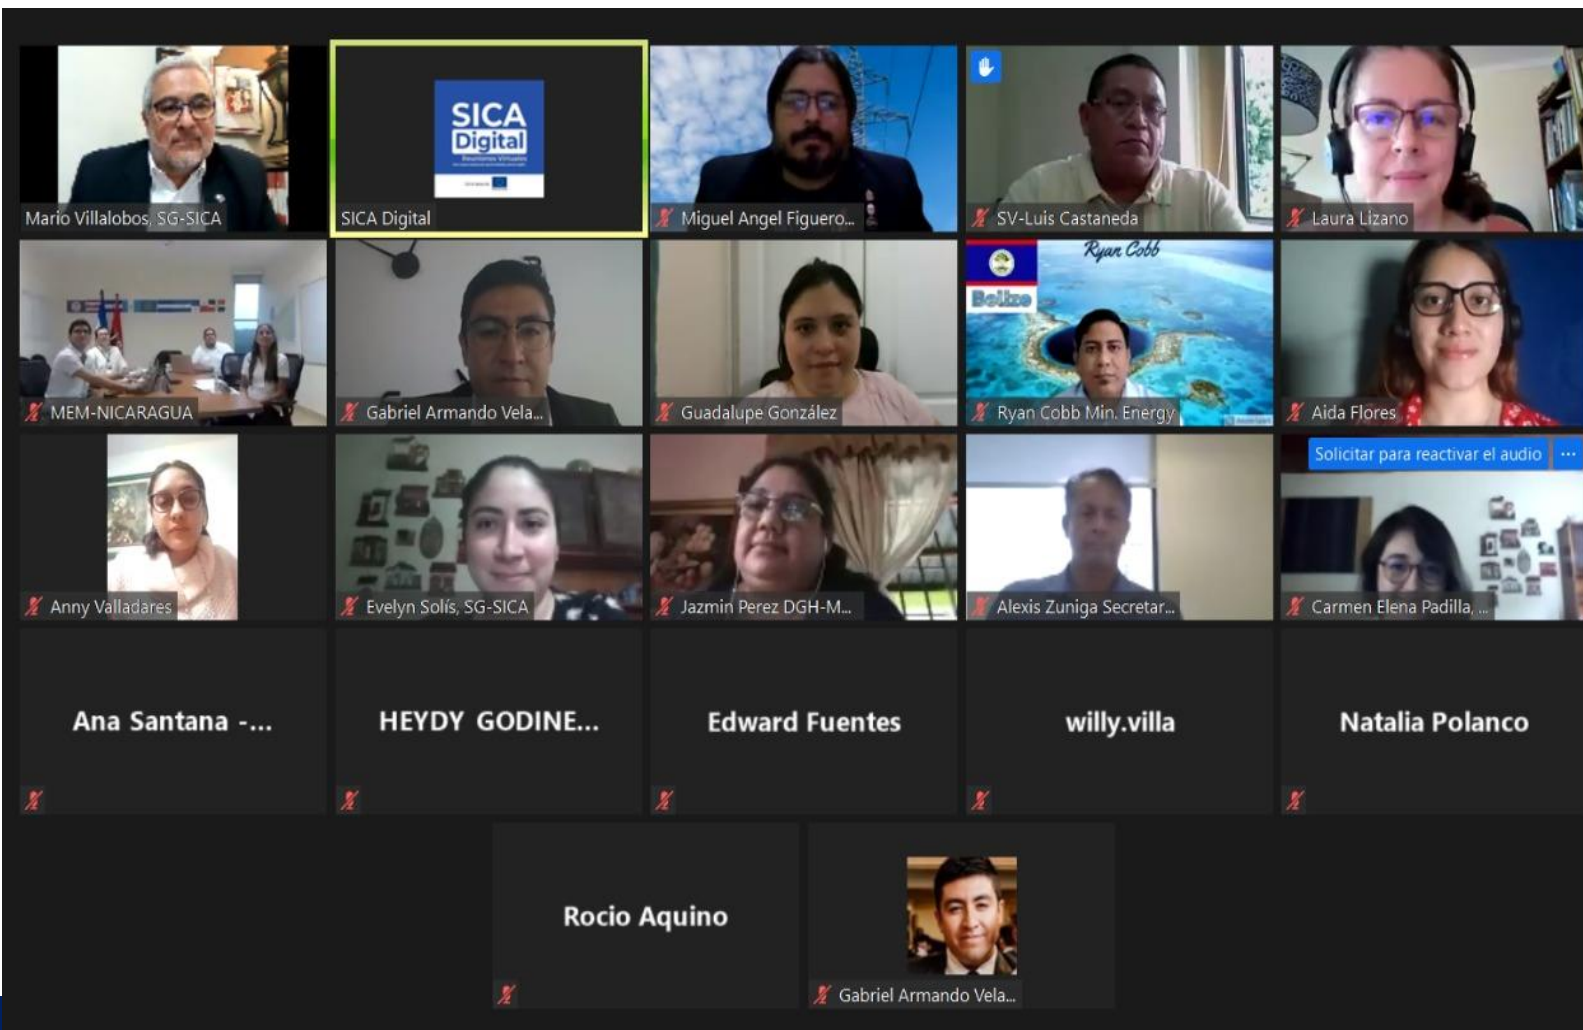 Mario Villalobos, SG-SICA
SICA
Digital
Reuniones Virtuales
SICA Digital
Miguel Angel Figuero...
SV-Luis Castaneda
Laura Lizano
MEM-NICARAGUA
Gabriel Armando Vela...
Guadalupe González
Ryan Cobb
Belize
Ryan Cobb Min. Energy
Aida Flores
Anny Valladares
Evelyn Solís, SG-SICA
Jazmin Perez DGH-M...
Alexis Zuniga Secretar...
Solicitar para reactivar el audio ...
Carmen Elena Padilla, ...
Ana Santana -...
HEYDY GODINE...
Edward Fuentes
willy.villa
Natalia Polanco
Rocio Aquino
Gabriel Armando Vela...